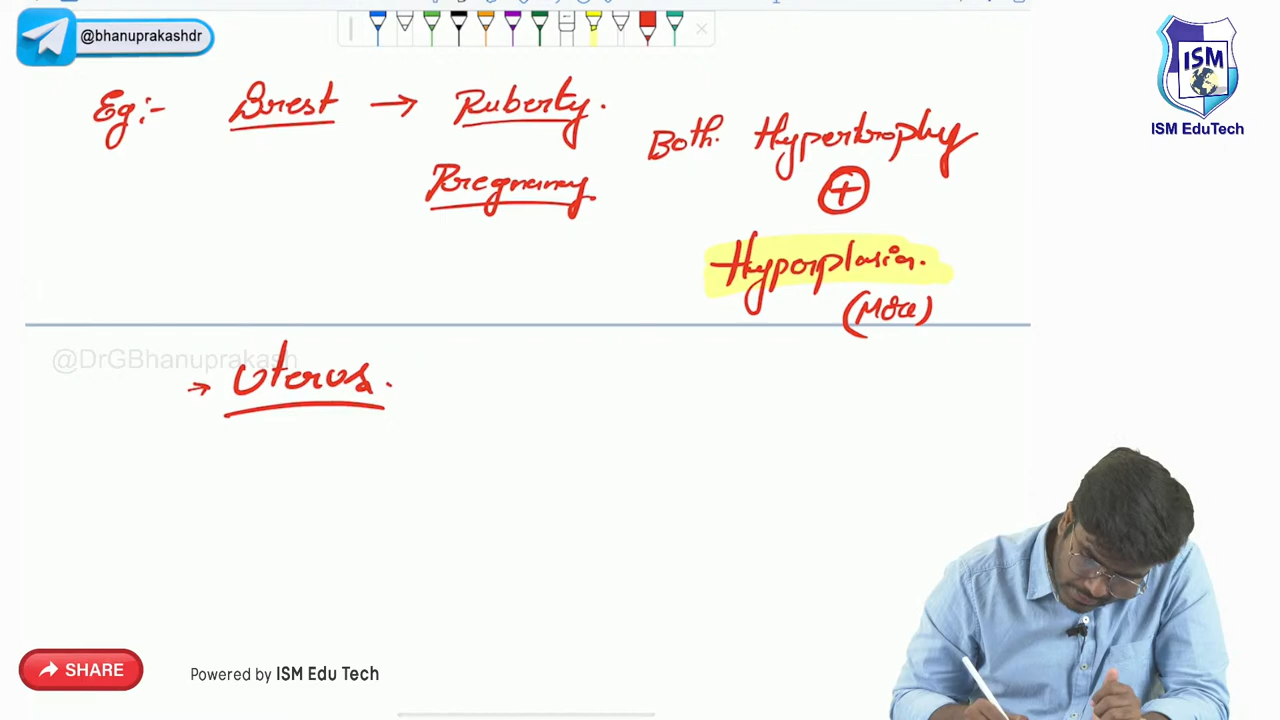 @bhanuprakashdr
ISM
ISM EduTech
Eg:- Brest → Puberty.
Pregnancy
Both. Hypertrophy
+
Hyperplasia.
(More)
@DrGBhanuprakash
→ Uterus.
SHARE
Powered by ISM Edu Tech